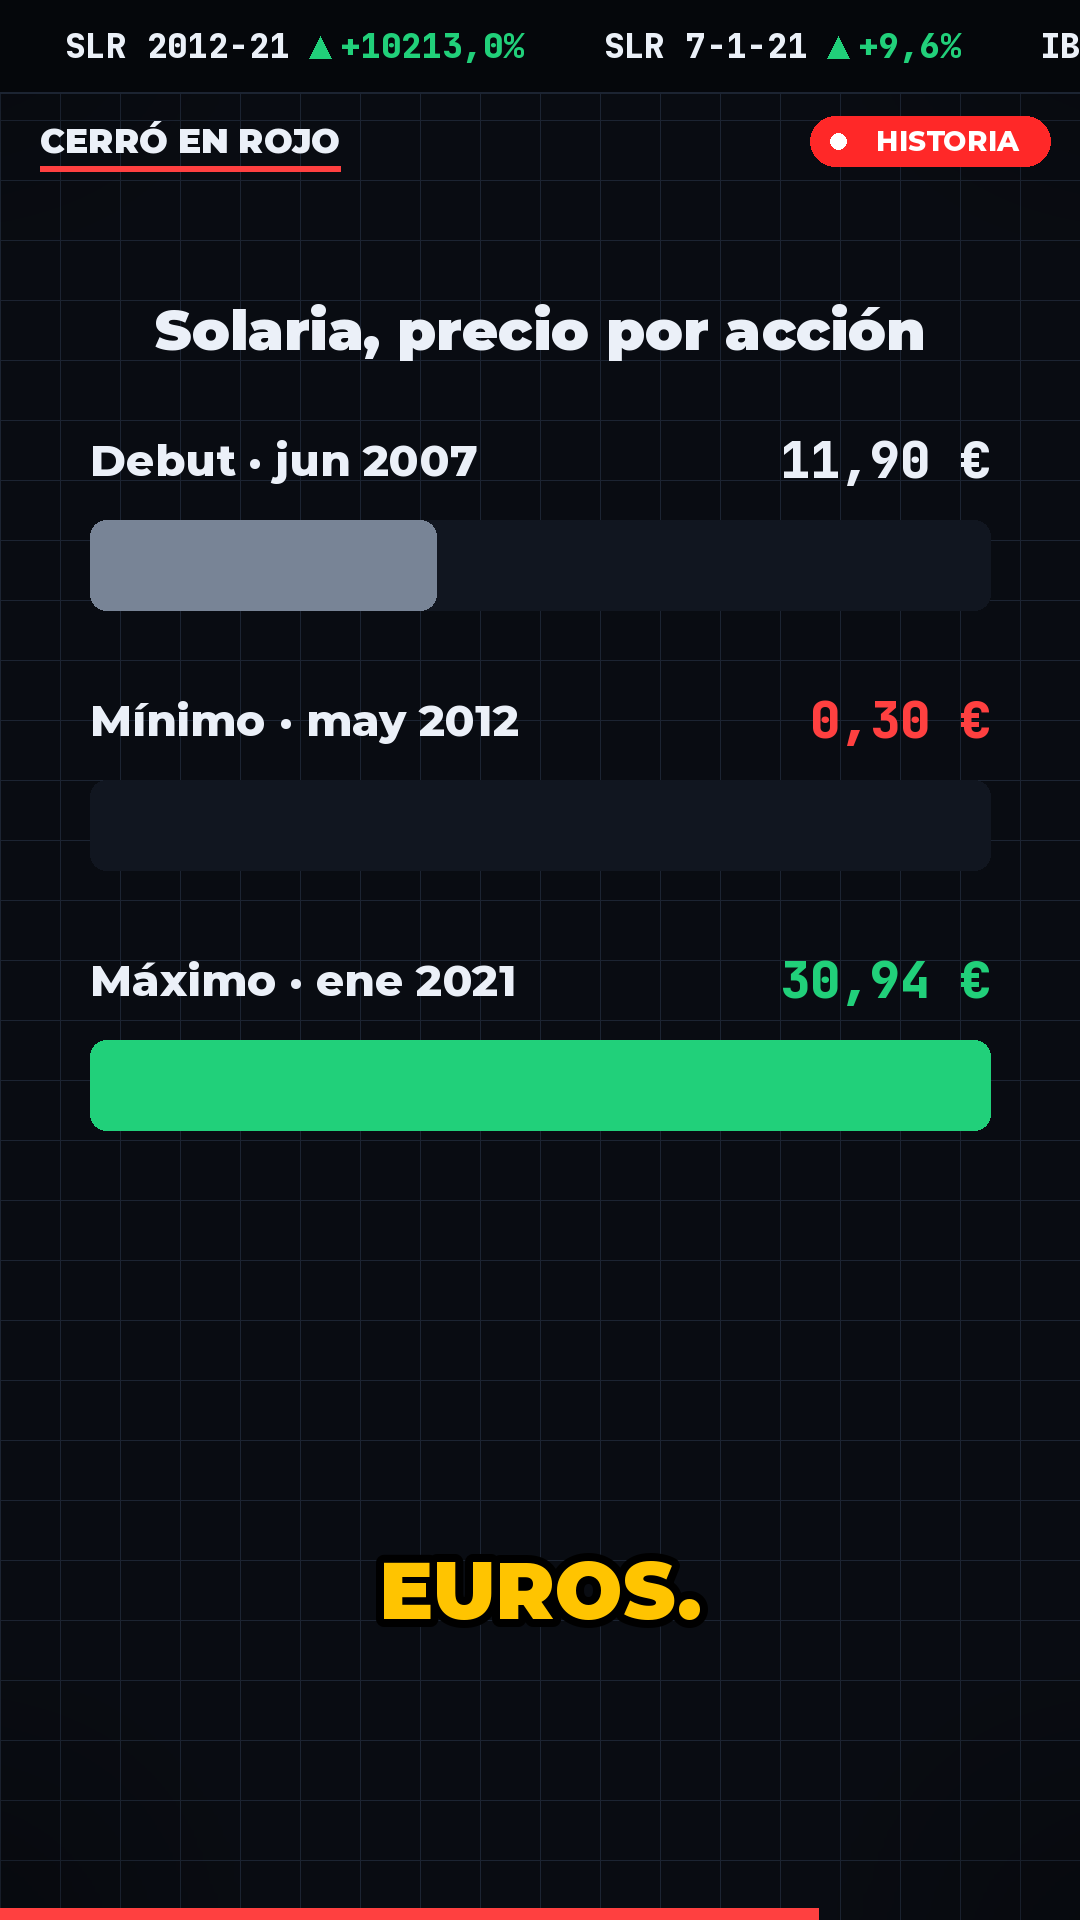 SLR 2012-21 ▲+10213,0% SLR 7-1-21 ▲+9,6% IB
CERRÓ EN ROJO
HISTORIA
Solaria, precio por acción
Debut · jun 2007 11,90 €
Mínimo · may 2012 0,30 €
Máximo · ene 2021 30,94 €
EUROS.